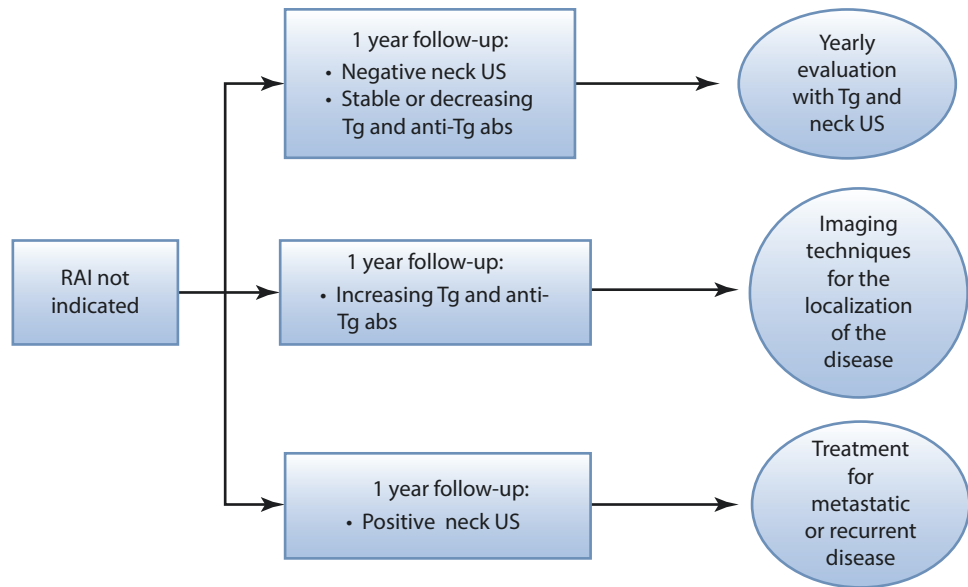 RAI not
indicated
1 year follow-up:
• Negative neck US
• Stable or decreasing
Tg and anti-Tg abs
Yearly
evaluation
with Tg and
neck US
1 year follow-up:
• Increasing Tg and anti-
Tg abs
Imaging
techniques
for the
localization
of the
disease
1 year follow-up:
• Positive neck US
Treatment
for
metastatic
or recurrent
disease